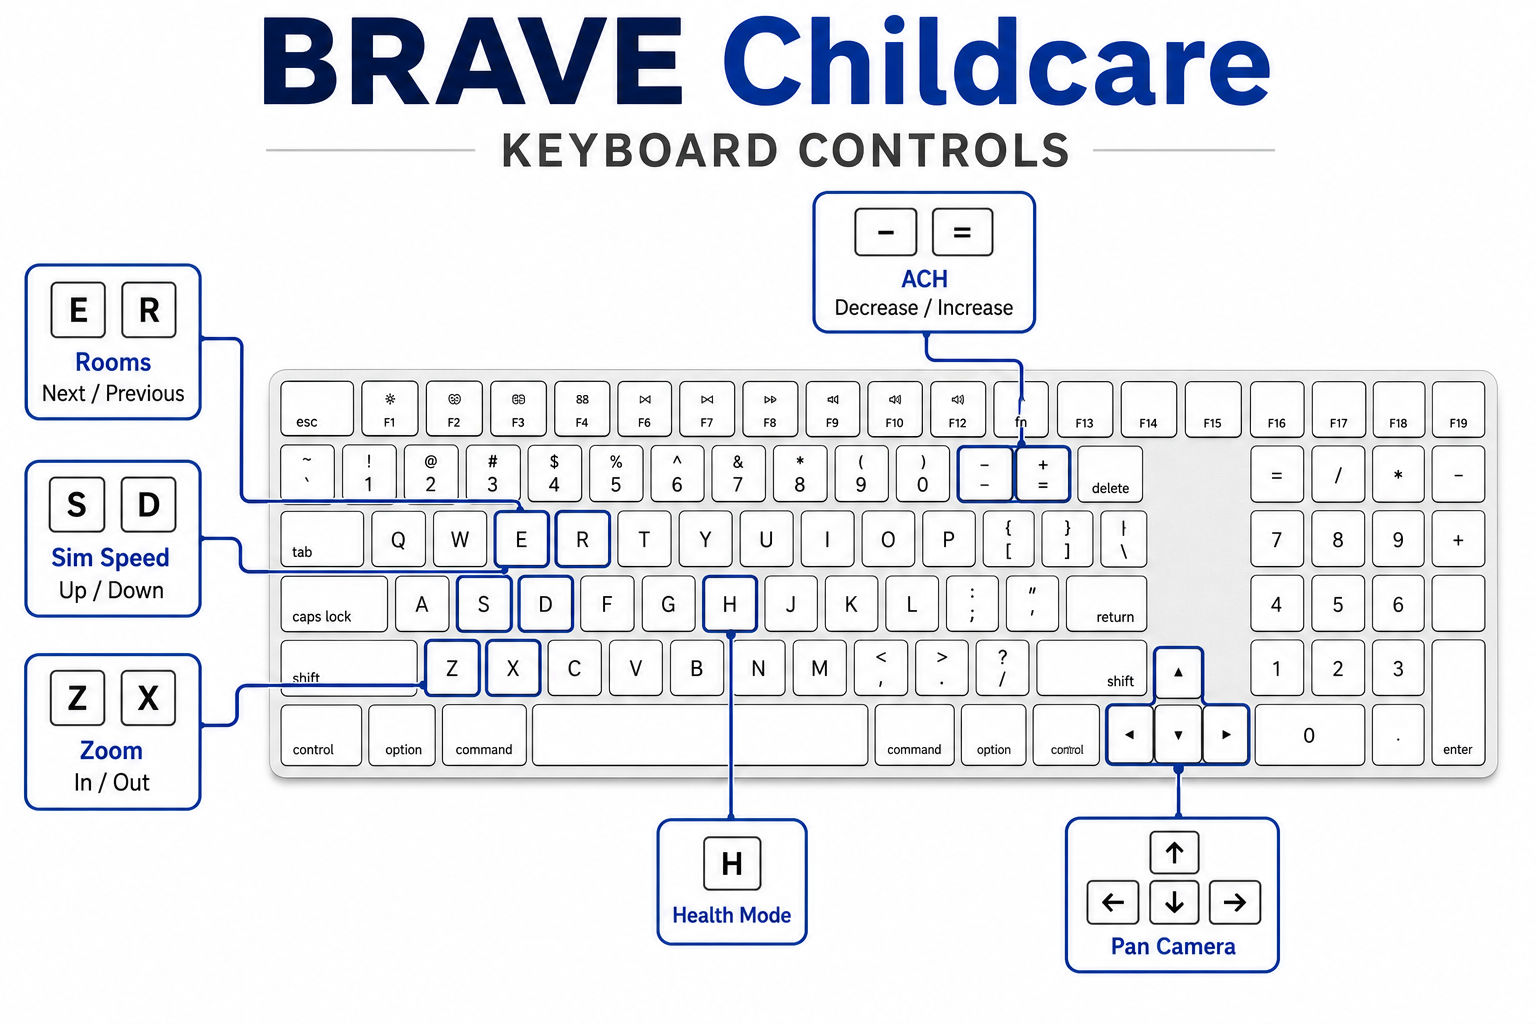 BRAVE Childcare
KEYBOARD CONTROLS
- =
ACH
Decrease / Increase
E R
Rooms
Next / Previous
S D
Sim Speed
Up / Down
Z X
Zoom
In / Out
esc F1 F2 F3 88 F4 F6 F7 F8 F9 F10 F12 fn F13 F14 F15 F16 F17 F18 F19
~ ! @ # $ % ^ & * ( ) - +
` 1 2 3 4 5 6 7 8 9 0 - = delete = / * -
tab Q W E R T Y U I O P { [ } ] \ 7 8 9 +
caps lock A S D F G H J K L : ; " ' return 4 5 6
shift Z X C V B N M < , > . ? / shift ▲ 1 2 3
control option command command option control ◄ ▼ ► 0 . enter
H
Health Mode
↑
← ↓ →
Pan Camera